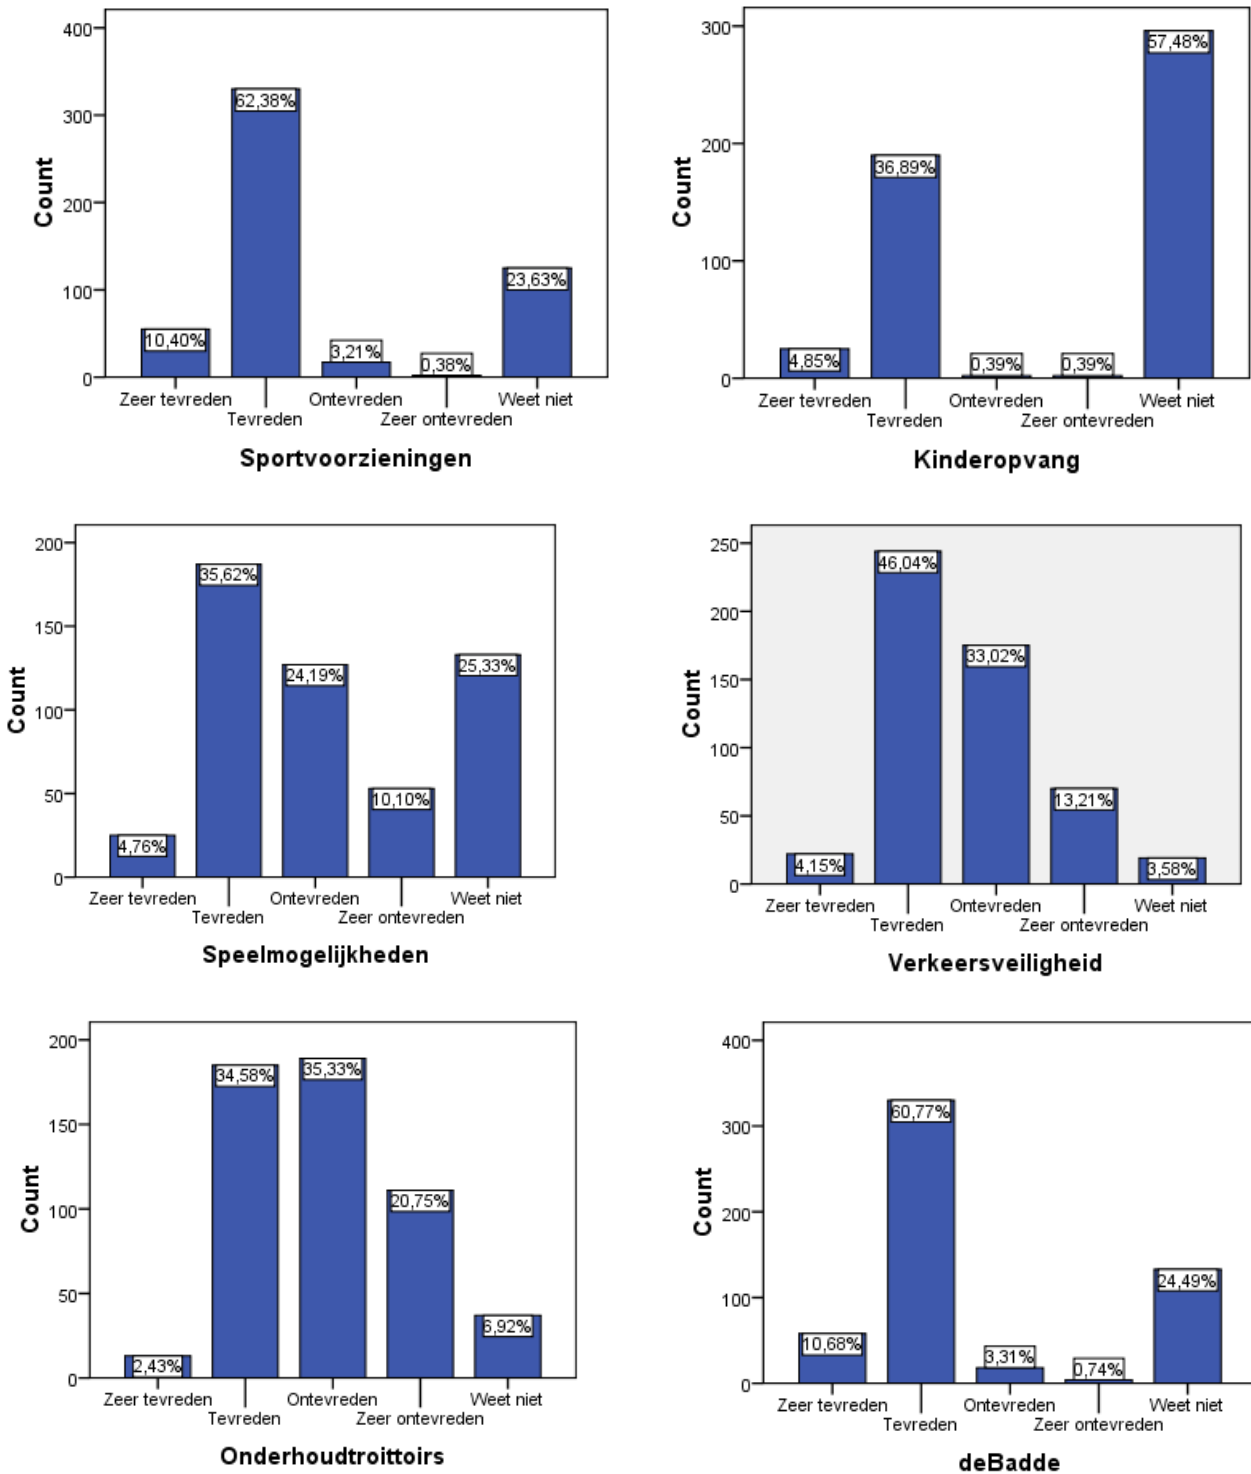 400
300
200
100
0
Count
62,38%
23,63%
10,40%
3,21%
0,38%
Zeer tevreden
Tevreden
Ontevreden
Zeer ontevreden
Weet niet
Sportvoorzieningen
300
200
100
0
Count
57,48%
36,89%
4,85%
0,39%
0,39%
Zeer tevreden
Tevreden
Ontevreden
Zeer ontevreden
Weet niet
Kinderopvang
200
150
100
50
0
Count
35,62%
24,19%
25,33%
10,10%
4,76%
Zeer tevreden
Tevreden
Ontevreden
Zeer ontevreden
Weet niet
Speelmogelijkheden
250
200
150
100
50
0
Count
46,04%
33,02%
13,21%
4,15%
3,58%
Zeer tevreden
Tevreden
Ontevreden
Zeer ontevreden
Weet niet
Verkeersveiligheid
200
150
100
50
0
Count
34,58%
35,33%
20,75%
6,92%
2,43%
Zeer tevreden
Tevreden
Ontevreden
Zeer ontevreden
Weet niet
Onderhoudtroittoirs
400
300
200
100
0
Count
60,77%
24,49%
10,68%
3,31%
0,74%
Zeer tevreden
Tevreden
Ontevreden
Zeer ontevreden
Weet niet
deBadde